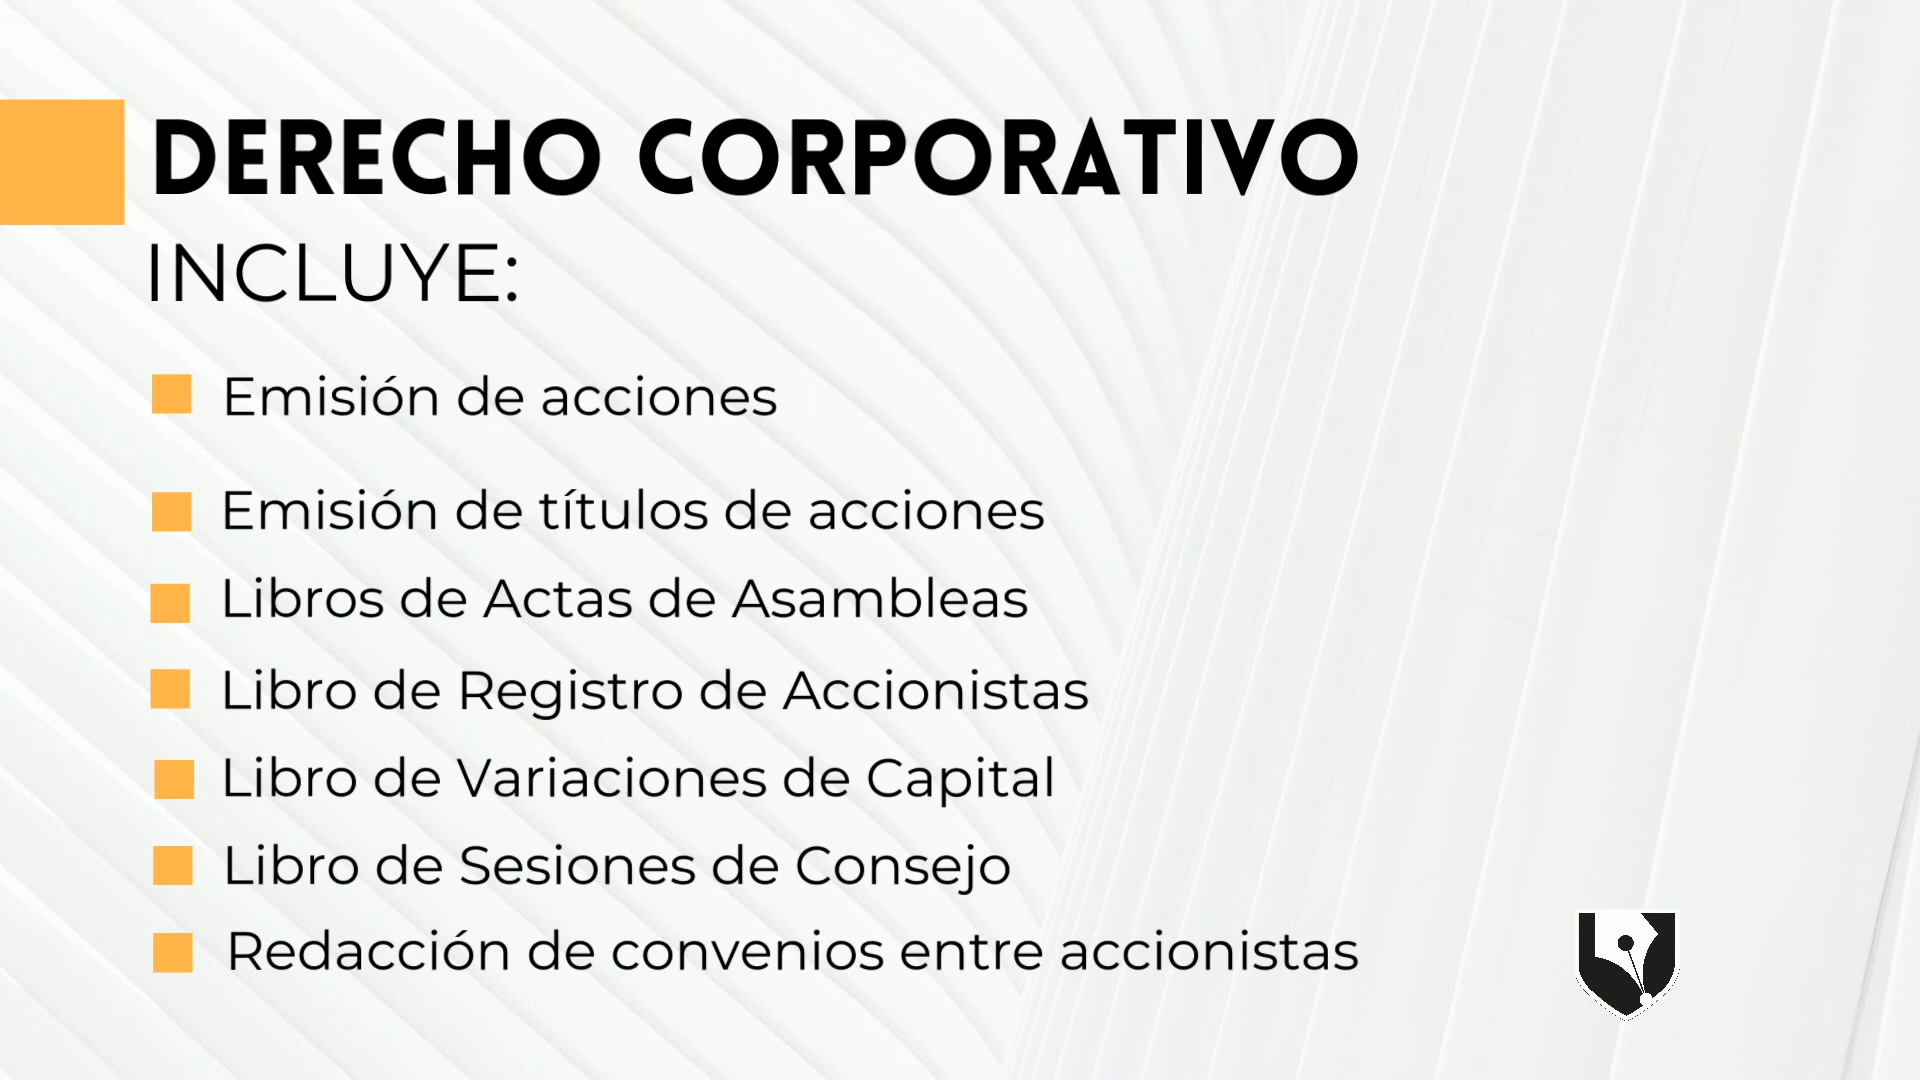 DERECHO CORPORATIVO
INCLUYE:
Emisión de acciones
Emisión de títulos de acciones
Libros de Actas de Asambleas
Libro de Registro de Accionistas
Libro de Variaciones de Capital
Libro de Sesiones de Consejo
Redacción de convenios entre accionistas